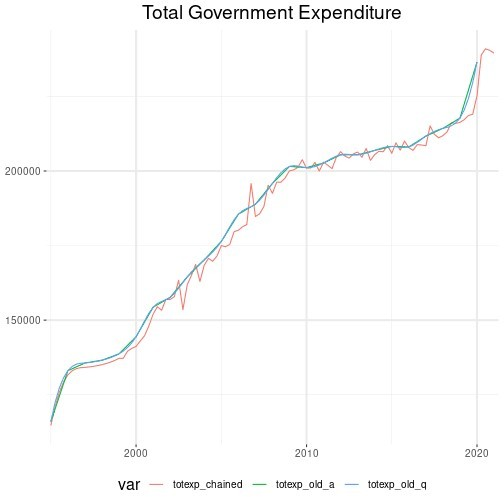 Total Government Expenditure
200000
150000
2000 2010 2020
var totexp_chained totexp_old_a totexp_old_q